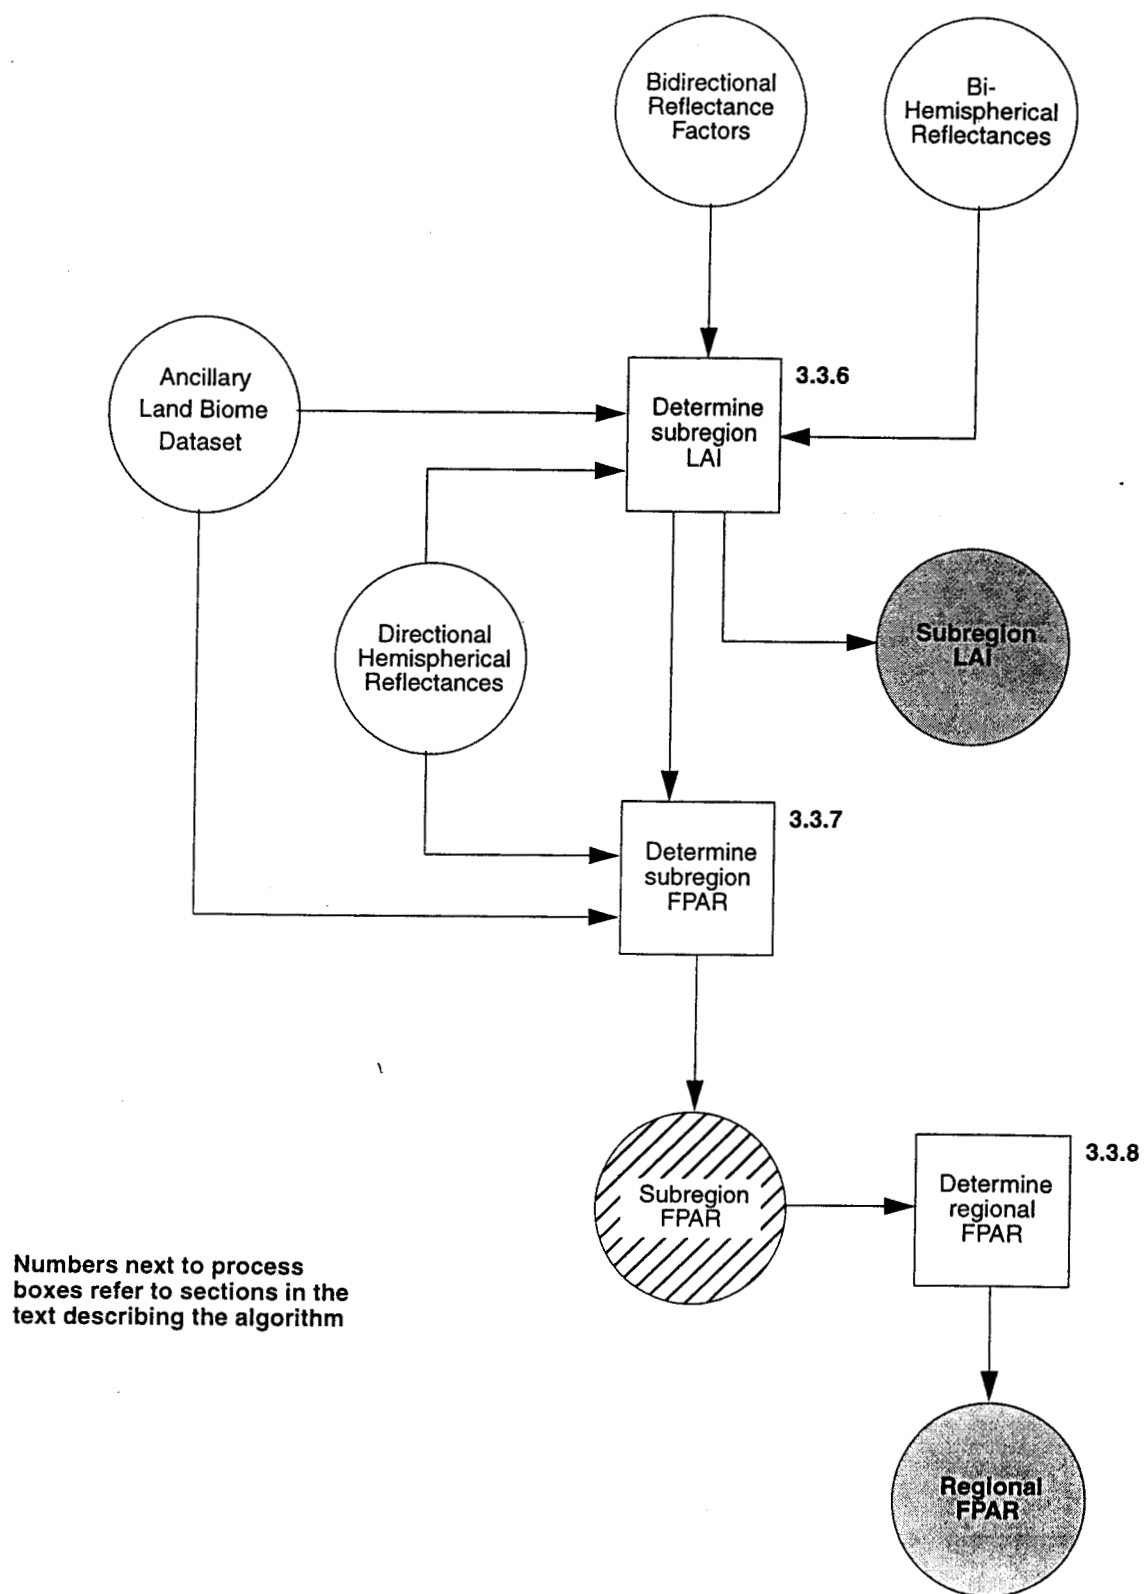 Bidirectional
Reflectance
Factors
Bi-
Hemispherical
Reflectances
Ancillary
Land Biome
Dataset
3.3.6
Determine
subregion
LAI
Directional
Hemispherical
Reflectances
Subregion
LAI
3.3.7
Determine
subregion
FPAR
Subregion
FPAR
3.3.8
Determine
regional
FPAR
Numbers next to process
boxes refer to sections in the
text describing the algorithm
Regional
FPAR